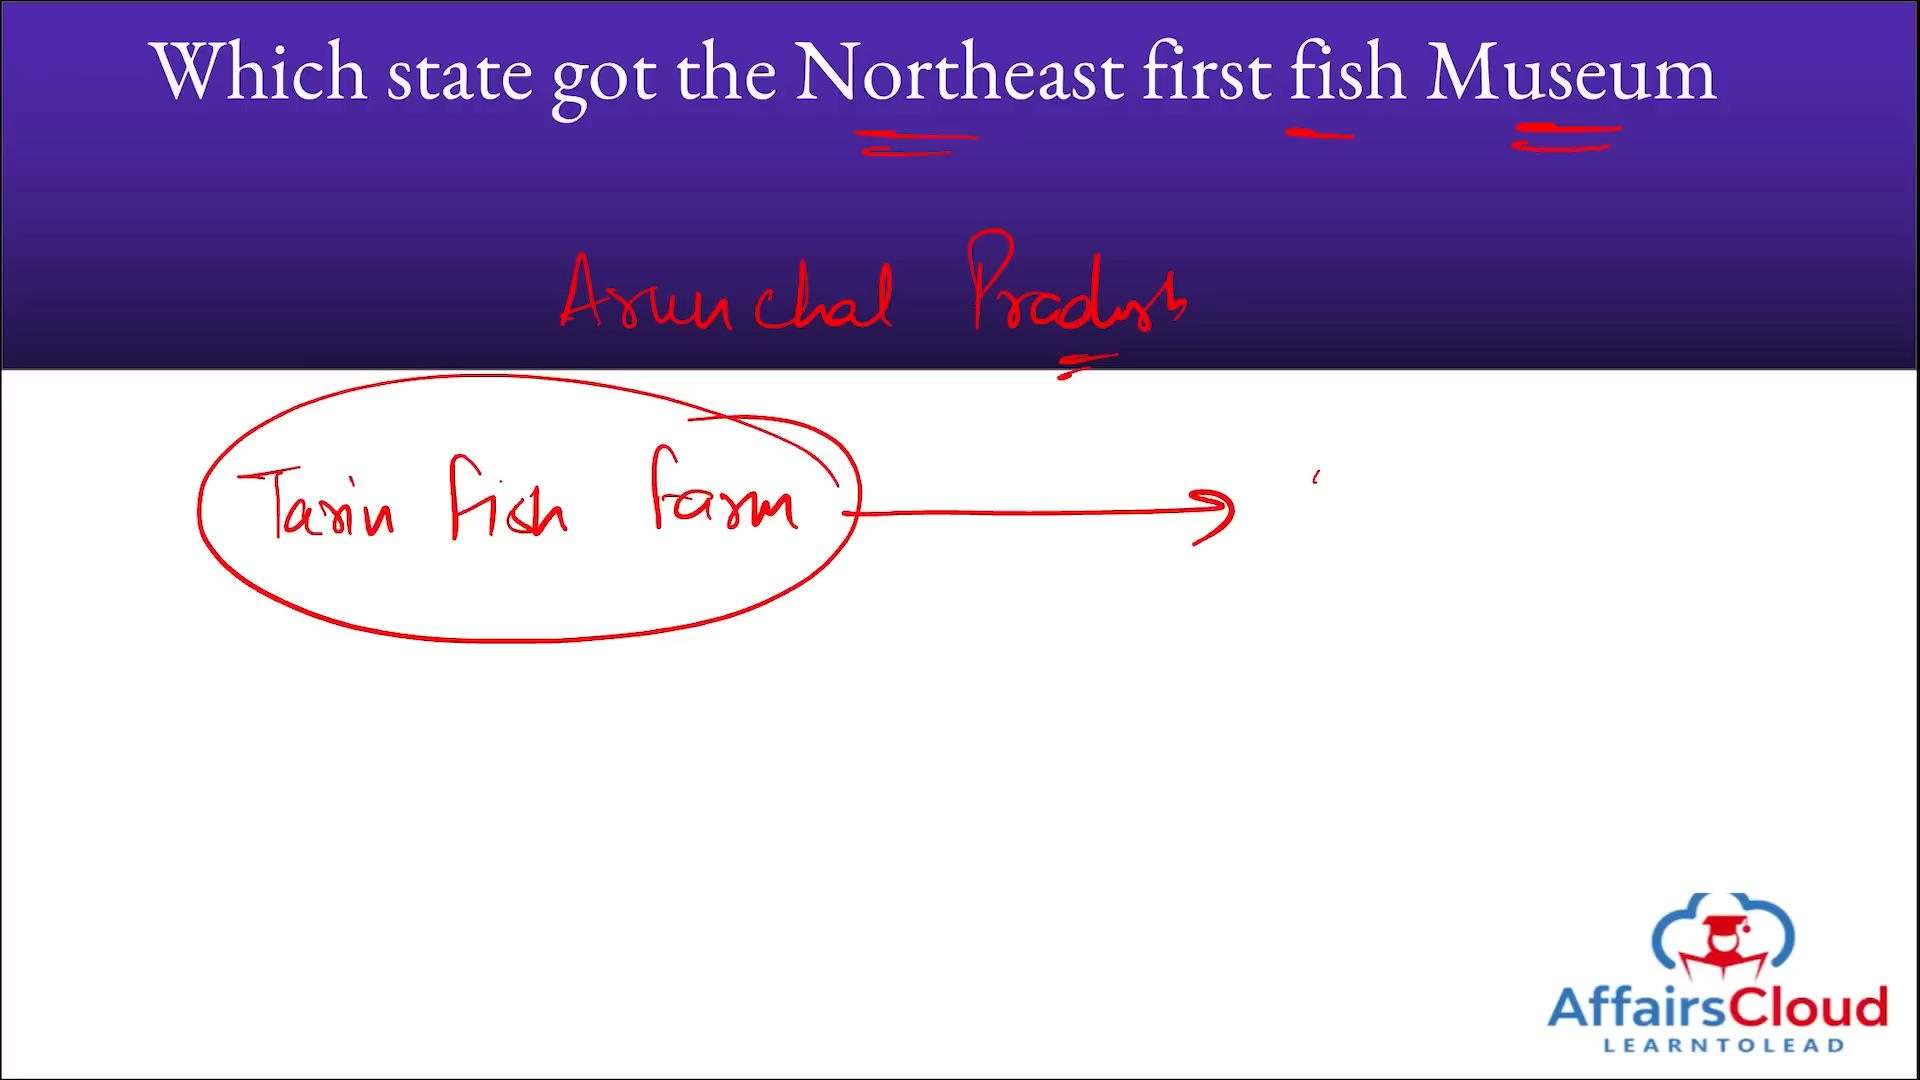 Which state got the Northeast first fish Museum
Arunchal Pradesh
Tarin fish farm
AffairsCloud
LEARNTOLEAD